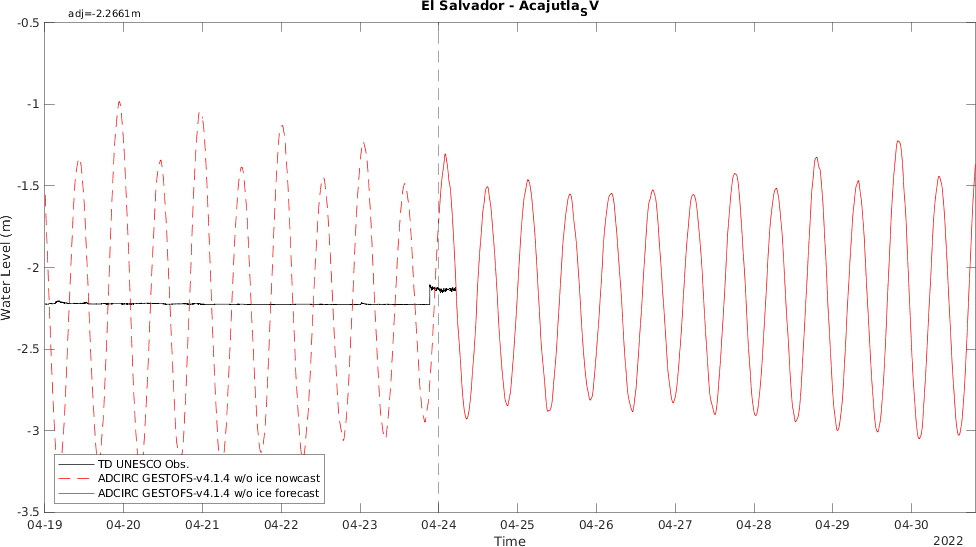 El Salvador - Acajutla_SV
adj=-2.2661m
-0.5
-1
-1.5
-2
-2.5
-3
-3.5
Water Level (m)
TD UNESCO Obs.
ADCIRC GESTOFS-v4.1.4 w/o ice nowcast
ADCIRC GESTOFS-v4.1.4 w/o ice forecast
04-19 04-20 04-21 04-22 04-23 04-24 04-25 04-26 04-27 04-28 04-29 04-30
Time
2022